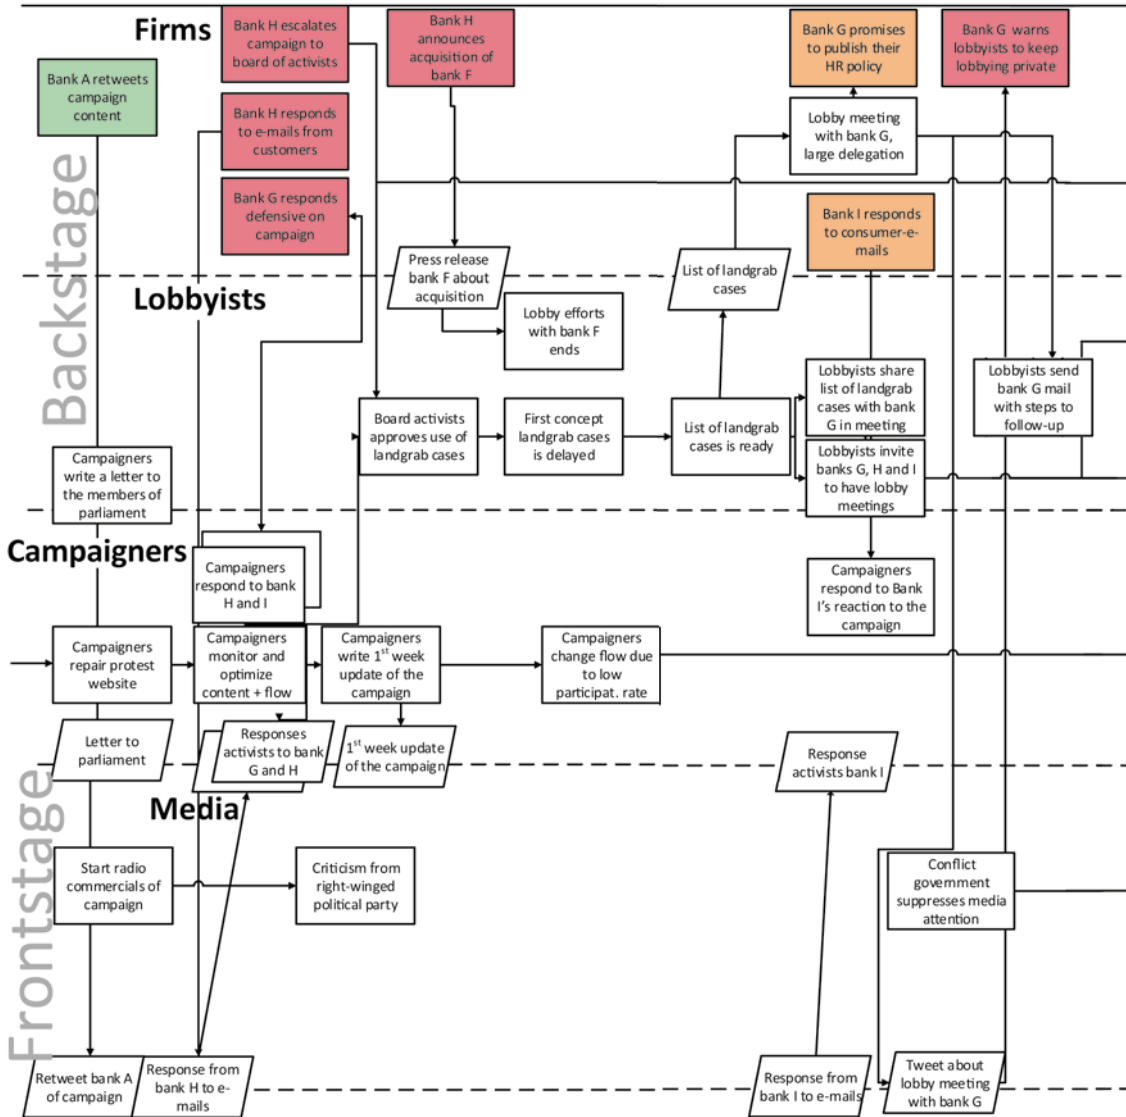 Firms
Bank H escalates
campaign to
board of activists
Bank H
announces
acquisition of
bank F
Bank G promises
to publish their
HR policy
Bank G warns
lobbyists to keep
lobbying private
Bank A retweets
campaign
content
Bank H responds
to e-mails from
customers
Lobby meeting
with bank G,
large delegation
Bank G responds
defensive on
campaign
Bank I responds
to consumer-e-
mails
Backstage
Press release
bank F about
acquisition
List of landgrab
cases
Lobbyists
Lobby efforts
with bank F
ends
Lobbyists share
list of landgrab
cases with bank
G in meeting
Lobbyists send
bank G mail
with steps to
follow-up
Board activists
approves use of
landgrab cases
First concept
landgrab cases
is delayed
List of landgrab
cases is ready
Campaigners
write a letter to
the members of
parliament
Lobbyists invite
banks G, H and I
to have lobby
meetings
Campaigners
Campaigners
respond to bank
H and I
Campaigners
respond to Bank
I's reaction to the
campaign
Campaigners
repair protest
website
Campaigners
monitor and
optimize
content + flow
Campaigners
write 1st week
update of the
campaign
Campaigners
change flow due
to low
participat. rate
Letter to
parliament
Responses
activists to bank
G and H
1st week update
of the campaign
Response
activists bank I
Frontstage
Media
Start radio
commercials of
campaign
Criticism from
right-winged
political party
Conflict
government
suppresses media
attention
Retweet bank A
of campaign
Response from
bank H to e-
mails
Response from
bank I to e-mails
Tweet about
lobby meeting
with bank G